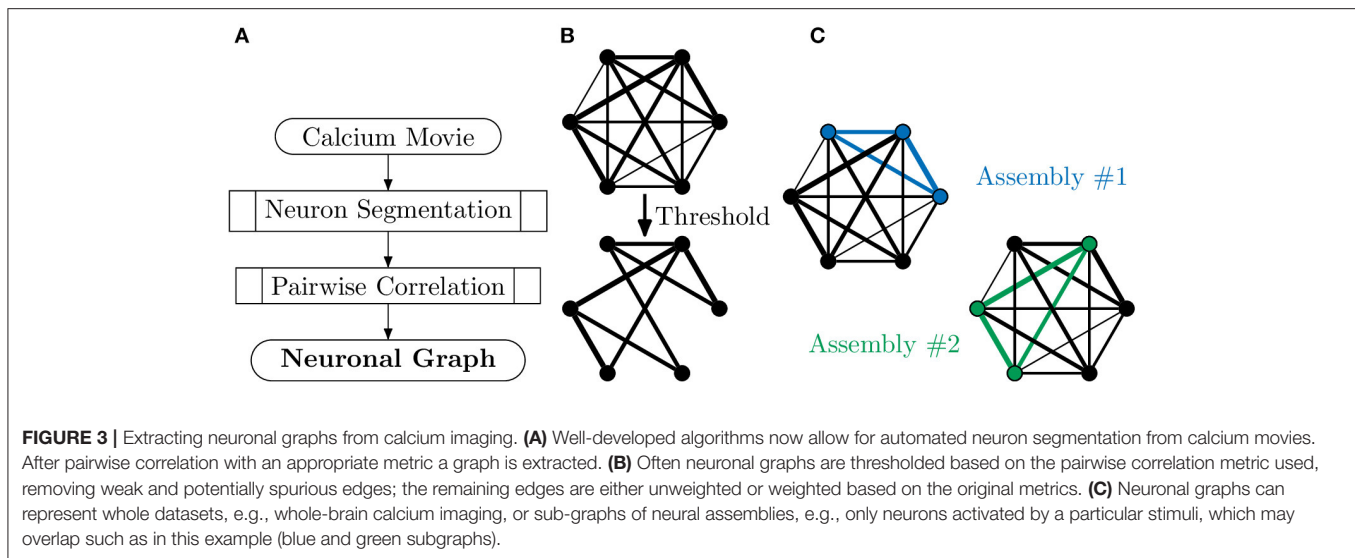 A
B
C
Calcium Movie
Neuron Segmentation
Pairwise Correlation
Neuronal Graph
Threshold
Assembly #1
Assembly #2
FIGURE 3 | Extracting neuronal graphs from calcium imaging. (A) Well-developed algorithms now allow for automated neuron segmentation from calcium movies.
After pairwise correlation with an appropriate metric a graph is extracted. (B) Often neuronal graphs are thresholded based on the pairwise correlation metric used,
removing weak and potentially spurious edges; the remaining edges are either unweighted or weighted based on the original metrics. (C) Neuronal graphs can
represent whole datasets, e.g., whole-brain calcium imaging, or sub-graphs of neural assemblies, e.g., only neurons activated by a particular stimuli, which may
overlap such as in this example (blue and green subgraphs).